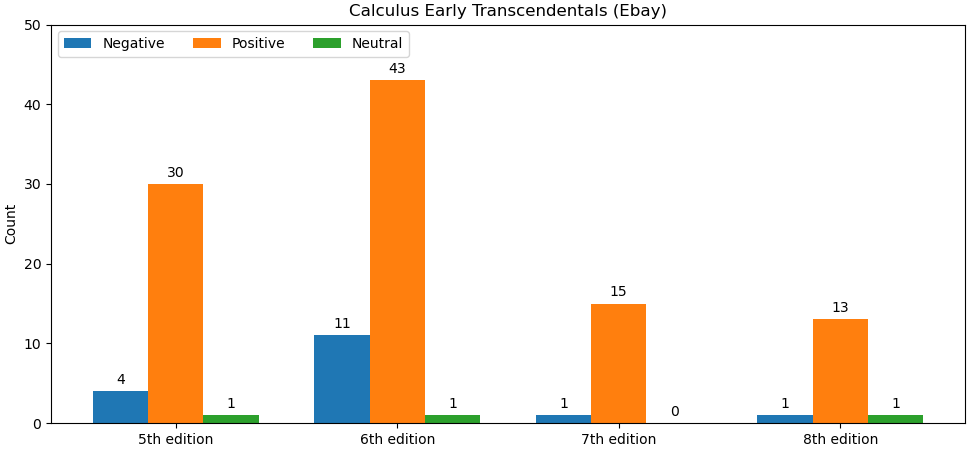 Calculus Early Transcendentals (Ebay)
Negative Positive Neutral
Count
50
40
30
20
10
0
4 30 1
11 43 1
1 15 0
1 13 1
5th edition 6th edition 7th edition 8th edition